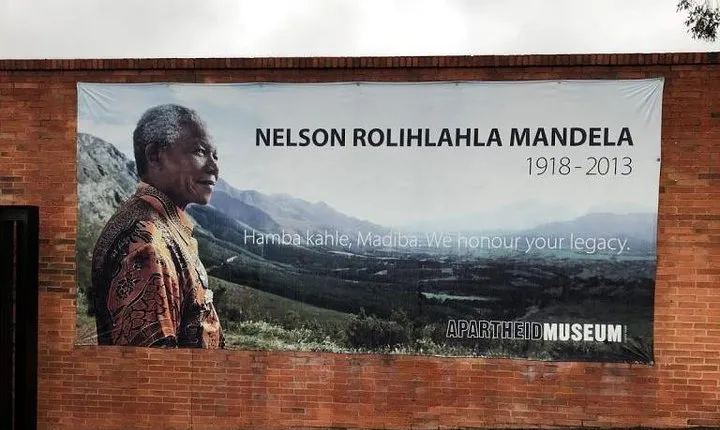 NELSON ROLIHLAHLA MANDELA
1918-2013
Hamba kahle, Madiba. We honour your legacy.
APARTHEIDMUSEUM